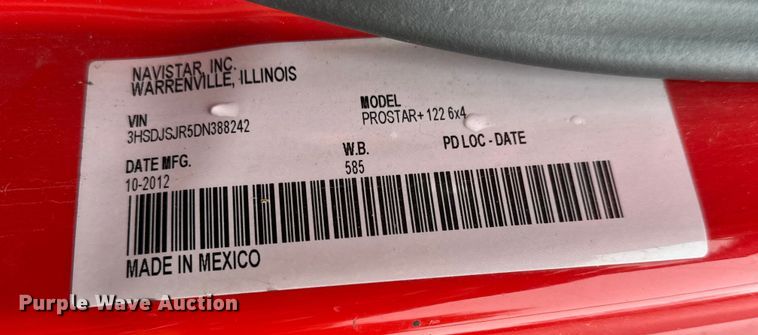 NAVISTAR, INC.
WARRENVILLE, ILLINOIS
VIN
3HSDJSJR5DN388242
MODEL
PROSTAR+ 122 6x4
DATE MFG.
10-2012
W.B.
585
PD LOC - DATE
MADE IN MEXICO
Purple Wave Auction